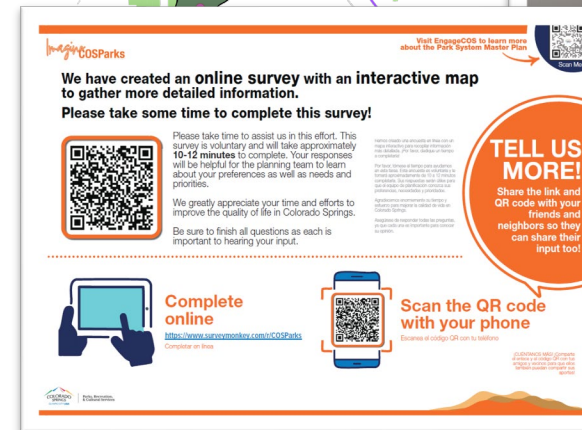 ImagineCOSParks
Visit EngageCOS to learn more
about the Park System Master Plan
Scan Me
We have created an online survey with an interactive map
to gather more detailed information.
Please take some time to complete this survey!
Please take time to assist us in this effort. This
survey is voluntary and will take approximately
10-12 minutes to complete. Your responses
will be helpful for the planning team to learn
about your preferences as well as needs and
priorities.
We greatly appreciate your time and efforts to
improve the quality of life in Colorado Springs.
Be sure to finish all questions as each is
important to hearing your input.
TELL US
MORE!
Share the link and
QR code with your
friends and
neighbors so they
can share their
input too!
Complete
online
https://www.surveymonkey.com/r/COSParks
Completar en línea
Scan the QR code
with your phone
Escanea el código QR con tu teléfono
COLORADO
SPRINGS
Parks, Recreation
& Cultural Services